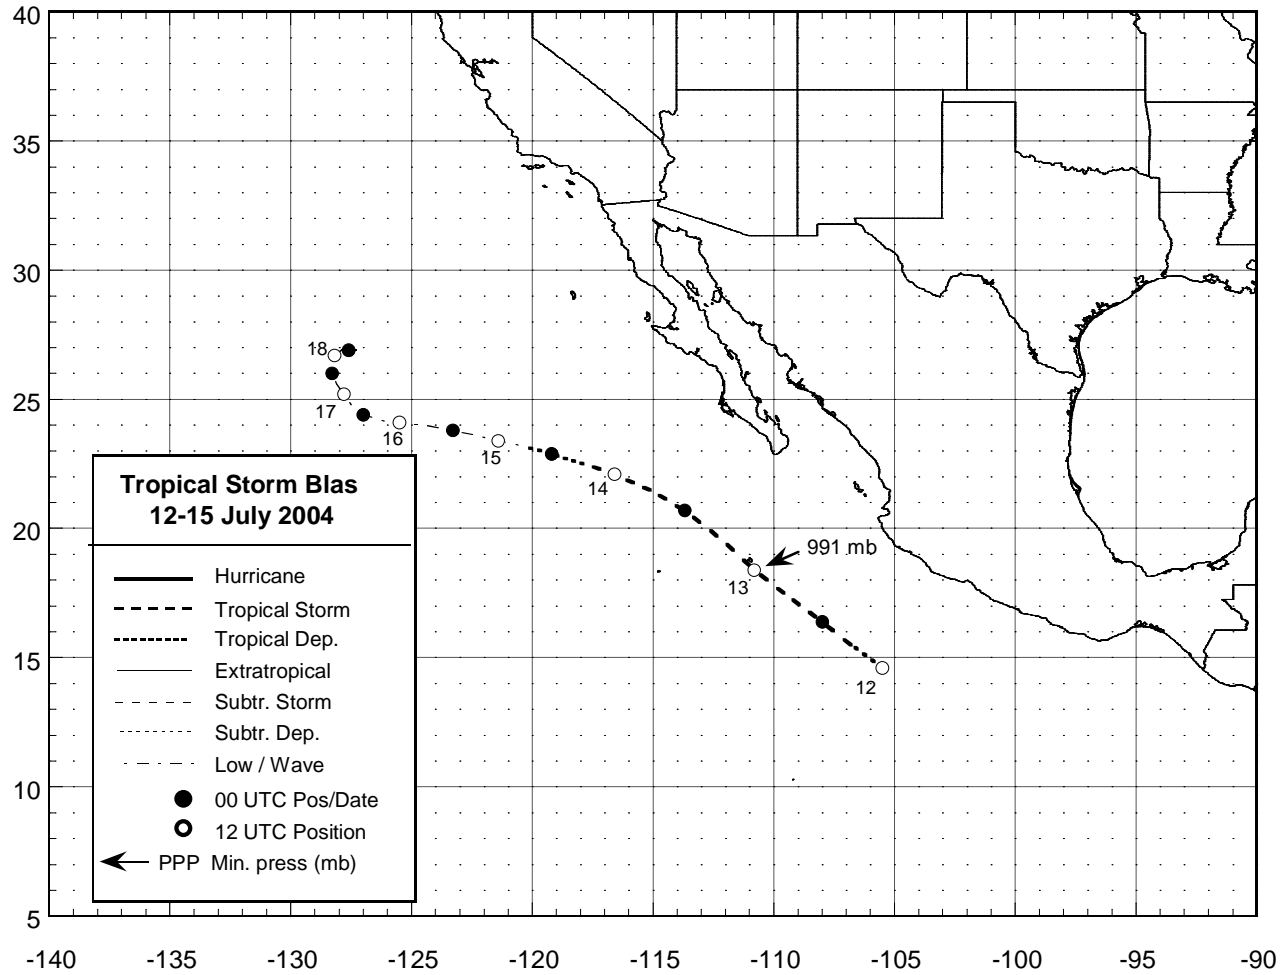 40
35
30
25
20
15
10
5
-140 -135 -130 -125 -120 -115 -110 -105 -100 -95 -90
18
17
16
15
14
991 mb
13
12
Tropical Storm Blas
12-15 July 2004
Hurricane
Tropical Storm
Tropical Dep.
Extratropical
Subtr. Storm
Subtr. Dep.
Low / Wave
00 UTC Pos/Date
12 UTC Position
PPP Min. press (mb)